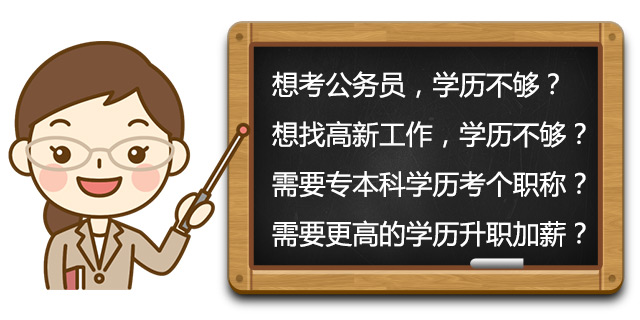 想考公务员，学历不够？
想找高新工作，学历不够？
需要专本科学历考个职称？
需要更高的学历升职加薪？